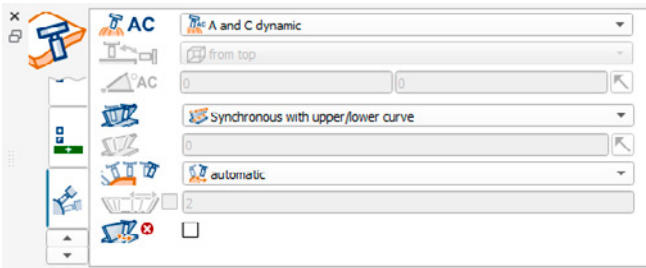 AC A and C dynamic
from top
°AC 0 0
Synchronous with upper/lower curve
0
automatic
2